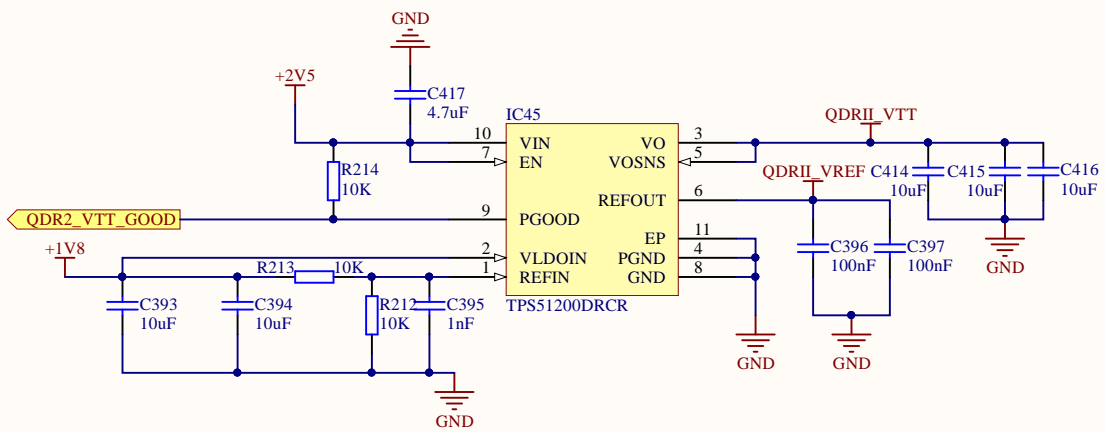 GND
+2V5
C417
4.7uF
IC45
10 VIN
7 EN
VO 3
VOSNS 5
QDRII_VTT
R214
10K
C414
10uF
C415
10uF
C416
10uF
QDRII_VREF
REFOUT 6
QDR2_VTT_GOOD
9 PGOOD
EP 11
PGND 4
GND 8
+1V8
2 VLDOIN
1 REFIN
R213 10K
C396
100nF
C397
100nF
GND
C393
10uF
C394
10uF
R212
10K
C395
1nF
TPS51200DRCR
GND
GND
GND